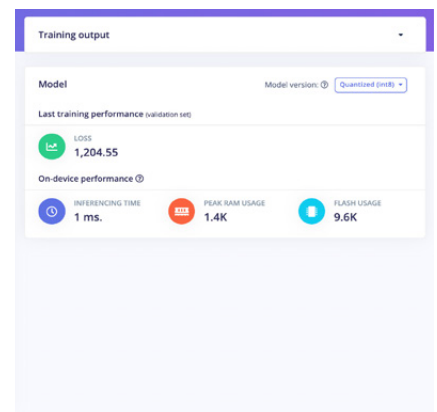 Training output
Model
Model version: Quantized (int8)
Last training performance (validation set)
LOSS
1,204.55
On-device performance
INFERENCING TIME
1 ms.
PEAK RAM USAGE
1.4K
FLASH USAGE
9.6K